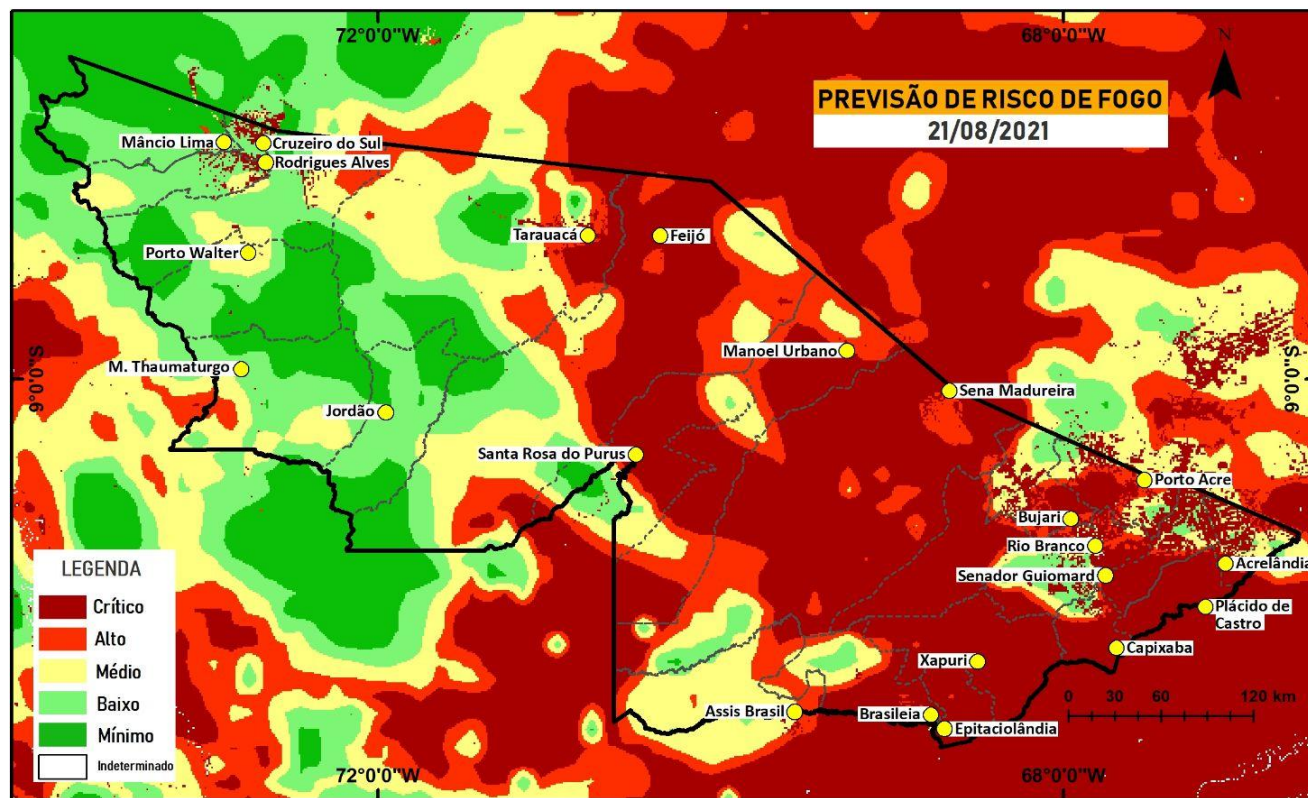 72°0'0"W
68°0'0"W
N
PREVISÃO DE RISCO DE FOGO
21/08/2021
Mâncio Lima
Cruzeiro do Sul
Rodrigues Alves
Tarauacá
Feijó
Porto Walter
Manoel Urbano
M. Thaumaturgo
9°0'0"S
9°0'0"S
Sena Madureira
Jordão
Santa Rosa do Purus
Porto Acre
Bujari
Rio Branco
Acrelândia
Senador Guiomard
Plácido de
Castro
Capixaba
Xapuri
Assis Brasil
Brasileia
Epitaciolândia
LEGENDA
Crítico
Alto
Médio
Baixo
Mínimo
Indeterminado
0 30 60 120 km
72°0'0"W
68°0'0"W